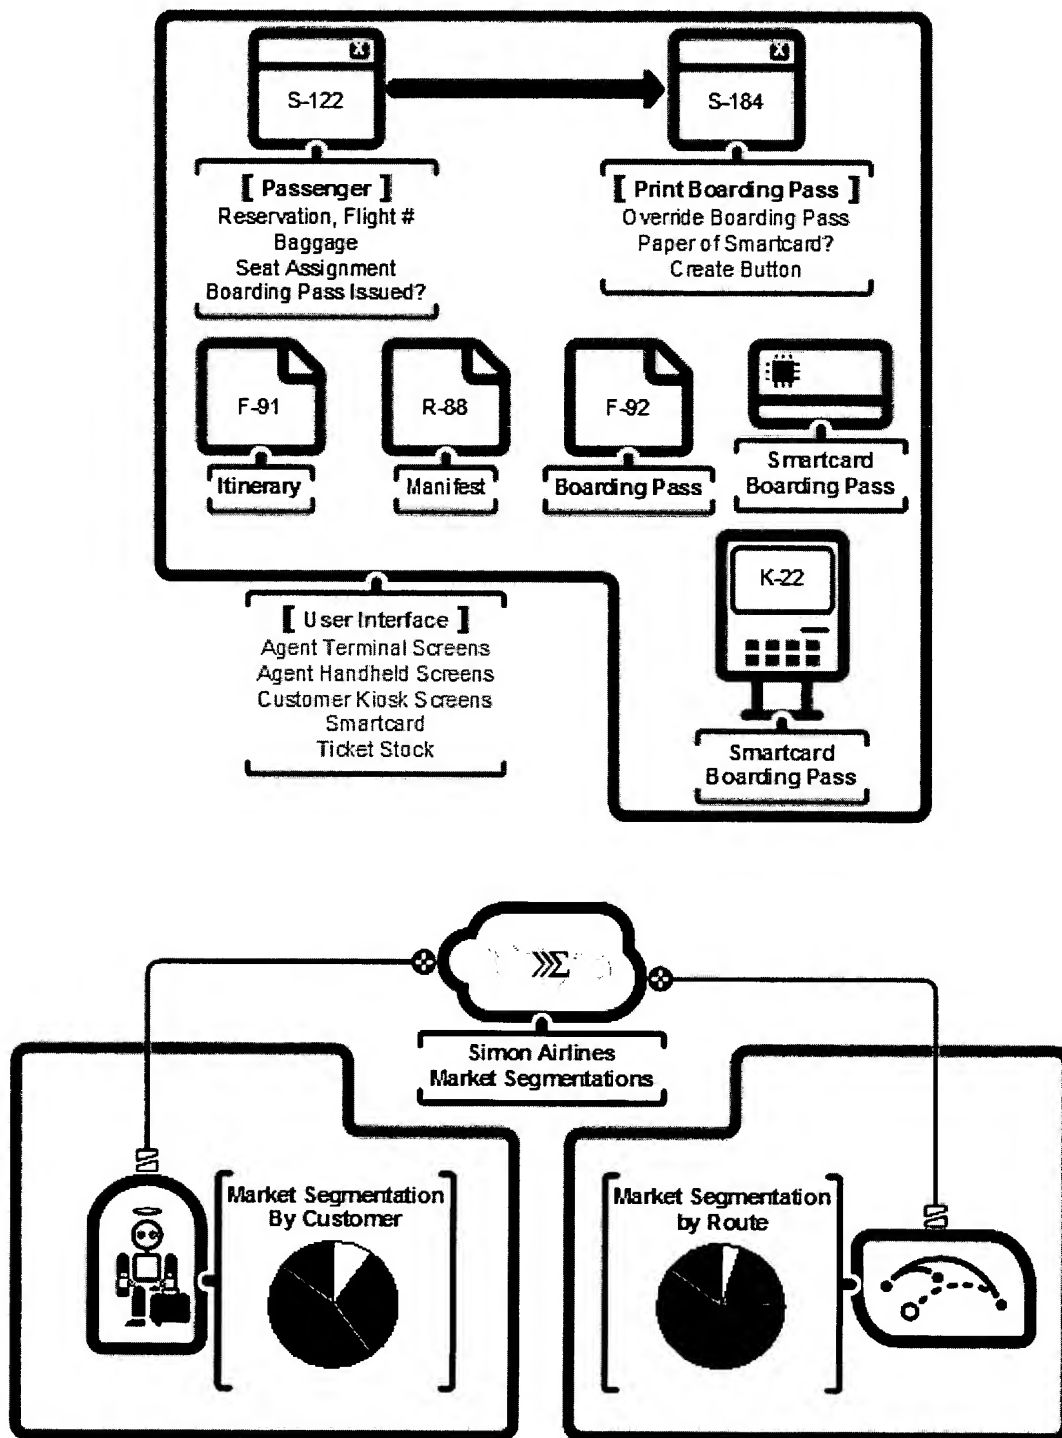 X
S-122
X
S-184
[ Passenger ]
Reservation, Flight #
Baggage
Seat Assignment
Boarding Pass Issued?
[ Print Boarding Pass ]
Override Boarding Pass
Paper of Smartcard?
Create Button
F-91
R-88
F-92
Itinerary
Manifest
Boarding Pass
Smartcard
Boarding Pass
K-22
[ User Interface ]
Agent Terminal Screens
Agent Handheld Screens
Customer Kiosk Screens
Smartcard
Ticket Stock
Smartcard
Boarding Pass
Σ
Simon Airlines
Market Segmentations
Market Segmentation
By Customer
Market Segmentation
by Route